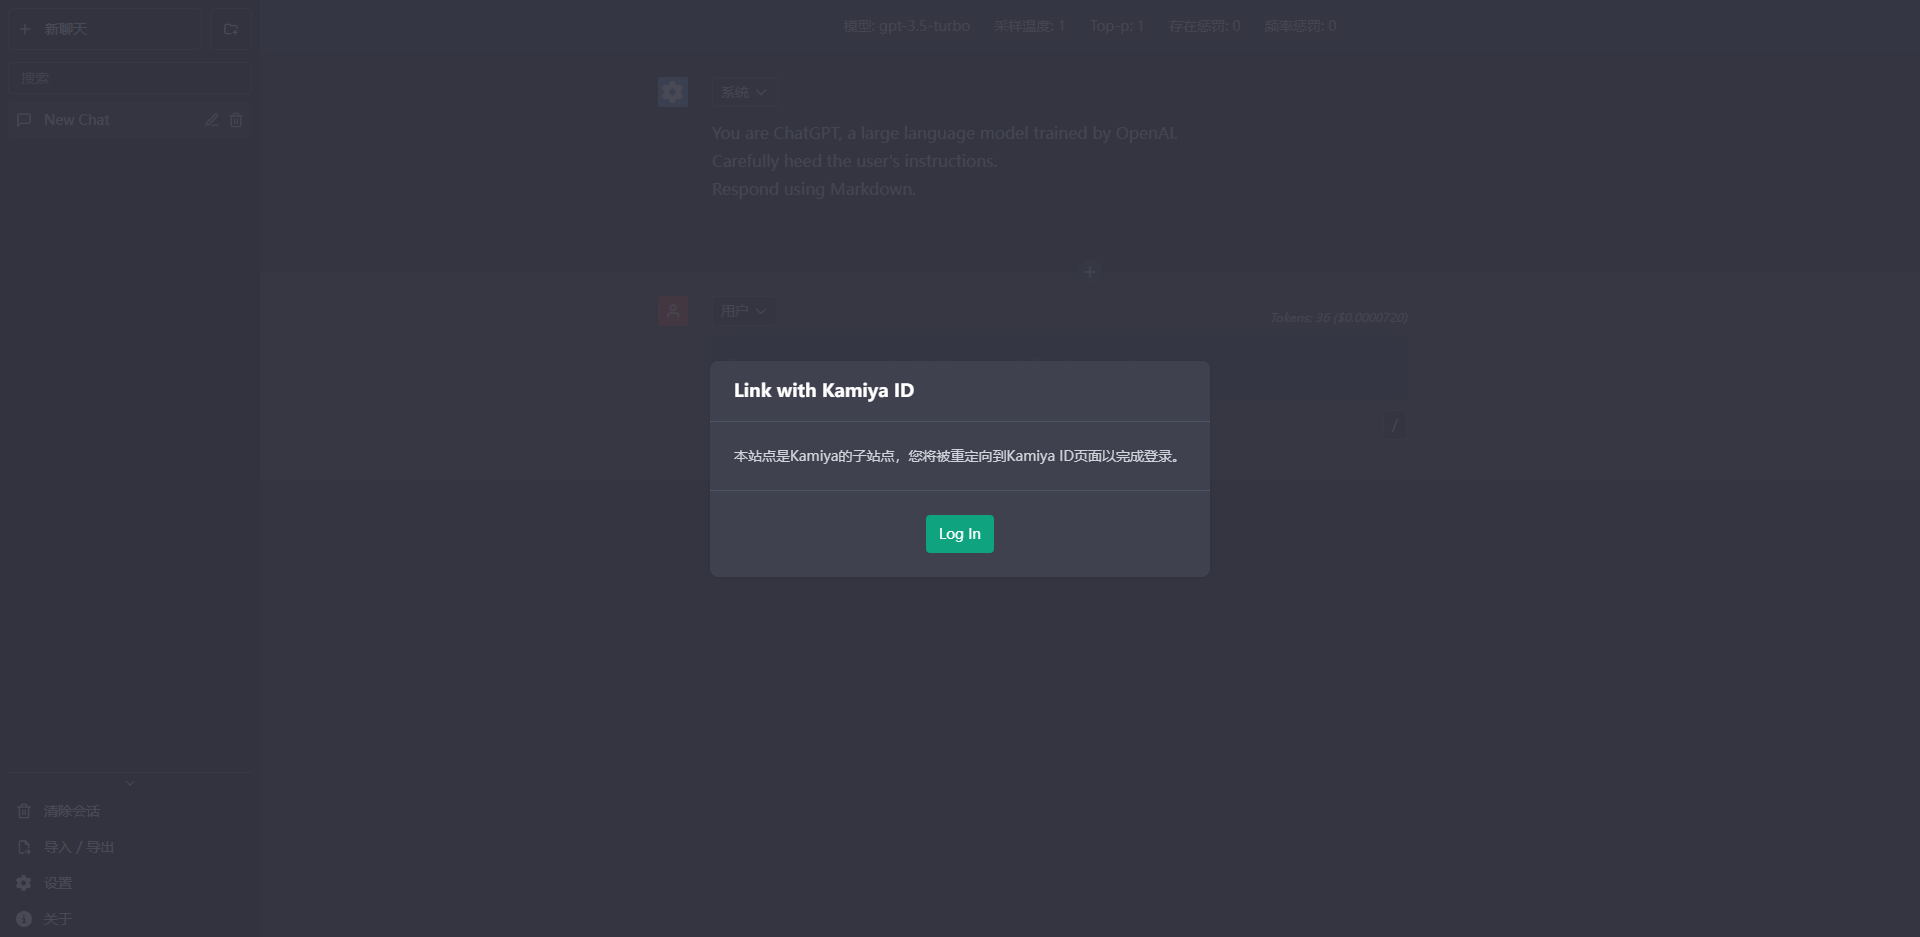 新聊天
搜索
New Chat
清除会话
导入 / 导出
设置
关于
模型: gpt-3.5-turbo 采样温度: 1 Top-p: 1 存在惩罚: 0 频率惩罚: 0
系统
You are ChatGPT, a large language model trained by OpenAI.
Carefully heed the user's instructions.
Respond using Markdown.
用户
Tokens: 36 ($0.0000720)
/
Link with Kamiya ID
本站点是Kamiya的子站点，您将被重定向到Kamiya ID页面以完成登录。
Log In